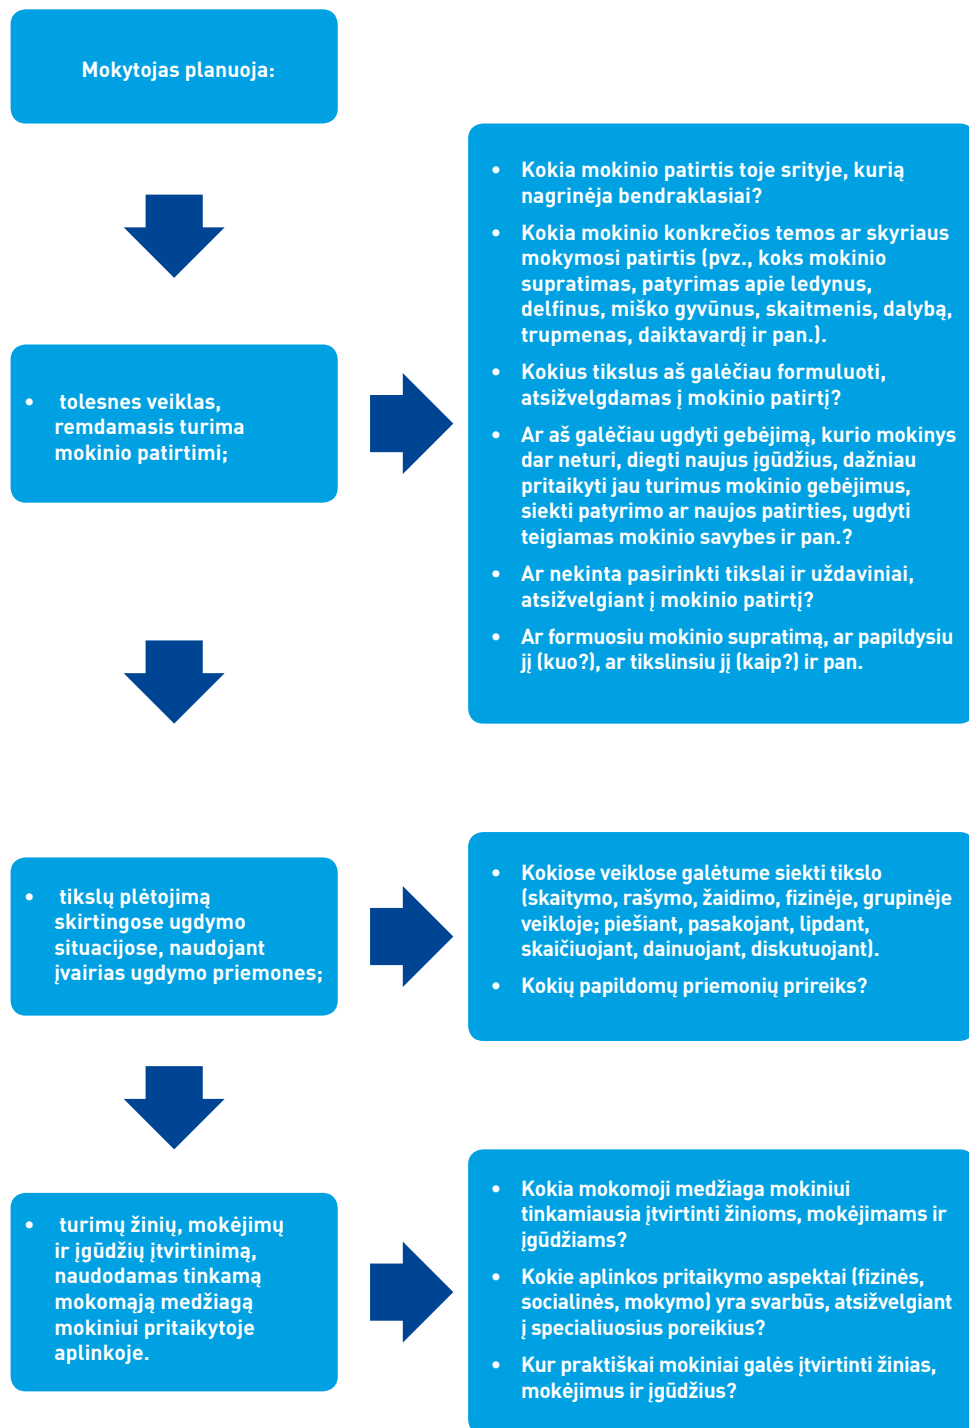 Mokytojas planuoja:
• tolesnes veiklas,
remdamasis turima
mokinio patirtimi;
• Kokia mokinio patirtis toje srityje, kurią
nagrinėja bendraklasiai?
• Kokia mokinio konkrečios temos ar skyriaus
mokymosi patirtis (pvz., koks mokinio
supratimas, patyrimas apie ledynus,
delfinus, miško gyvūnus, skaitmenis, dalybą,
trupmenas, daiktavardį ir pan.).
• Kokius tikslus aš galėčiau formuluoti,
atsižvelgdamas į mokinio patirtį?
• Ar aš galėčiau ugdyti gebėjimą, kurio mokinys
dar neturi, diegti naujus įgūdžius, dažniau
pritaikyti jau turimus mokinio gebėjimus,
siekti patyrimo ar naujos patirties, ugdyti
teigiamas mokinio savybes ir pan.?
• Ar nekinta pasirinkti tikslai ir uždaviniai,
atsižvelgiant į mokinio patirtį?
• Ar formuosiu mokinio supratimą, ar papildysiu
jį (kuo?), ar tikslinsiu jį (kaip?) ir pan.
• tikslų plėtojimą
skirtingose ugdymo
situacijose, naudojant
įvairias ugdymo priemones;
• Kokiose veiklose galėtume siekti tikslo
(skaitymo, rašymo, žaidimo, fizinėje, grupinėje
veikloje; piešiant, pasakojant, lipdant,
skaičiuojant, dainuojant, diskutuojant).
• Kokių papildomų priemonių prireiks?
• turimų žinių, mokėjimų
ir įgūdžių įtvirtinimą,
naudodamas tinkamą
mokomąją medžiagą
mokiniui pritaikytoje
aplinkoje.
• Kokia mokomoji medžiaga mokiniui
tinkamiausia įtvirtinti žinioms, mokėjimams ir
įgūdžiams?
• Kokie aplinkos pritaikymo aspektai (fizinės,
socialinės, mokymo) yra svarbūs, atsižvelgiant
į specialiuosius poreikius?
• Kur praktiškai mokiniai galės įtvirtinti žinias,
mokėjimus ir įgūdžius?